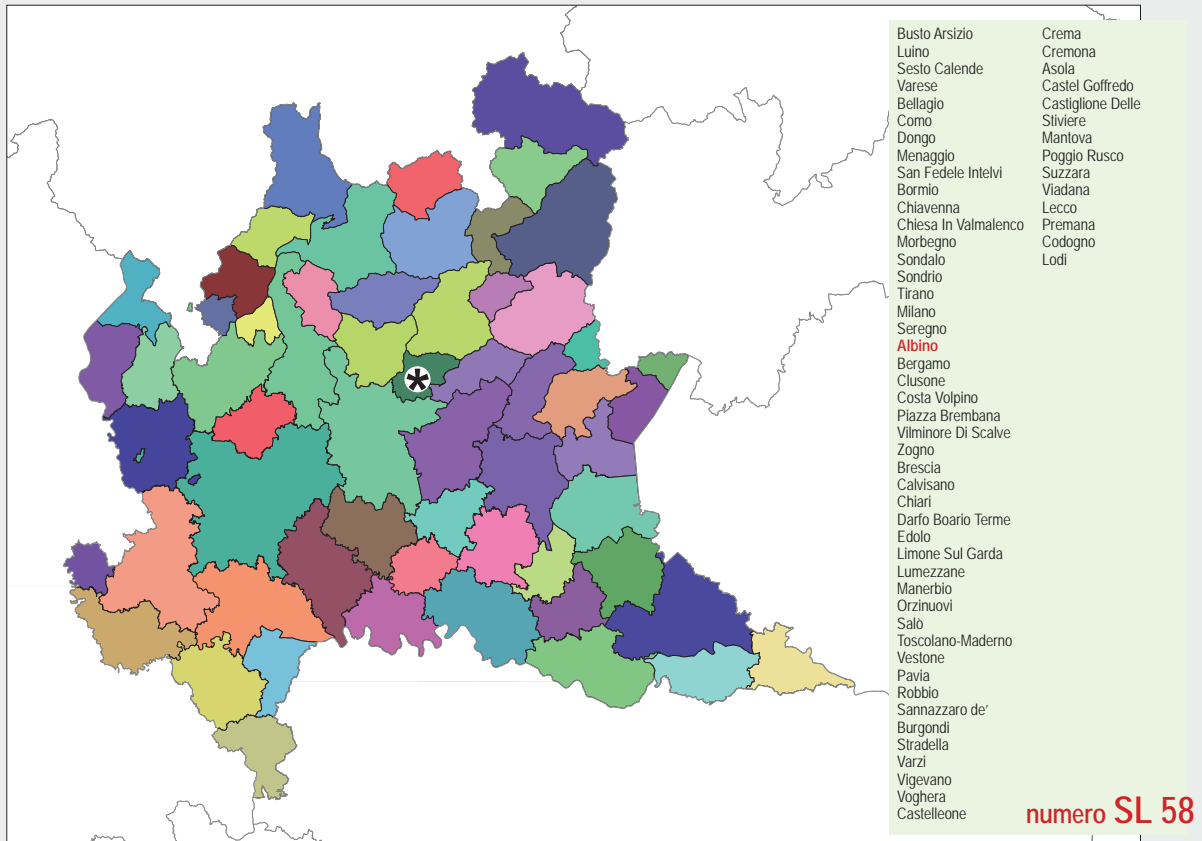 Busto Arsizio
Luino
Sesto Calende
Varese
Bellagio
Como
Dongo
Menaggio
San Fedele Intelvi
Bormio
Chiavenna
Chiesa In Valmalenco
Morbegno
Sondalo
Sondrio
Tirano
Milano
Seregno
Albino
Bergamo
Clusone
Costa Volpino
Piazza Brembana
Vilminore Di Scalve
Zogno
Brescia
Calvisano
Chiari
Darfo Boario Terme
Edolo
Limone Sul Garda
Lumezzane
Manerbio
Orzinuovi
Salò
Toscolano-Maderno
Vestone
Pavia
Robbio
Sannazzaro de'
Burgondi
Stradella
Varzi
Vigevano
Voghera
Castelleone
Crema
Cremona
Asola
Castel Goffredo
Castiglione Delle
Stiviere
Mantova
Poggio Rusco
Suzzara
Viadana
Lecco
Premana
Codogno
Lodi
numero SL 58